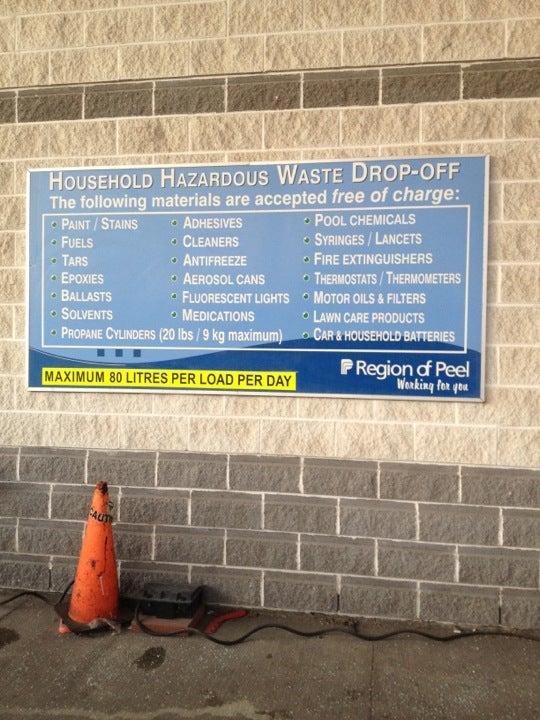 HOUSEHOLD HAZARDOUS WASTE DROP-OFF
The following materials are accepted free of charge:
PAINT / STAINS
FUELS
TARS
EPOXIES
BALLASTS
SOLVENTS
PROPANE CYLINDERS (20 lbs / 9 kg maximum)
ADHESIVES
CLEANERS
ANTIFREEZE
AEROSOL CANS
FLUORESCENT LIGHTS
MEDICATIONS
POOL CHEMICALS
SYRINGES / LANCETS
FIRE EXTINGUISHERS
THERMOSTATS / THERMOMETERS
MOTOR OILS & FILTERS
LAWN CARE PRODUCTS
CAR & HOUSEHOLD BATTERIES
MAXIMUM 80 LITRES PER LOAD PER DAY
Region of Peel
Working for you